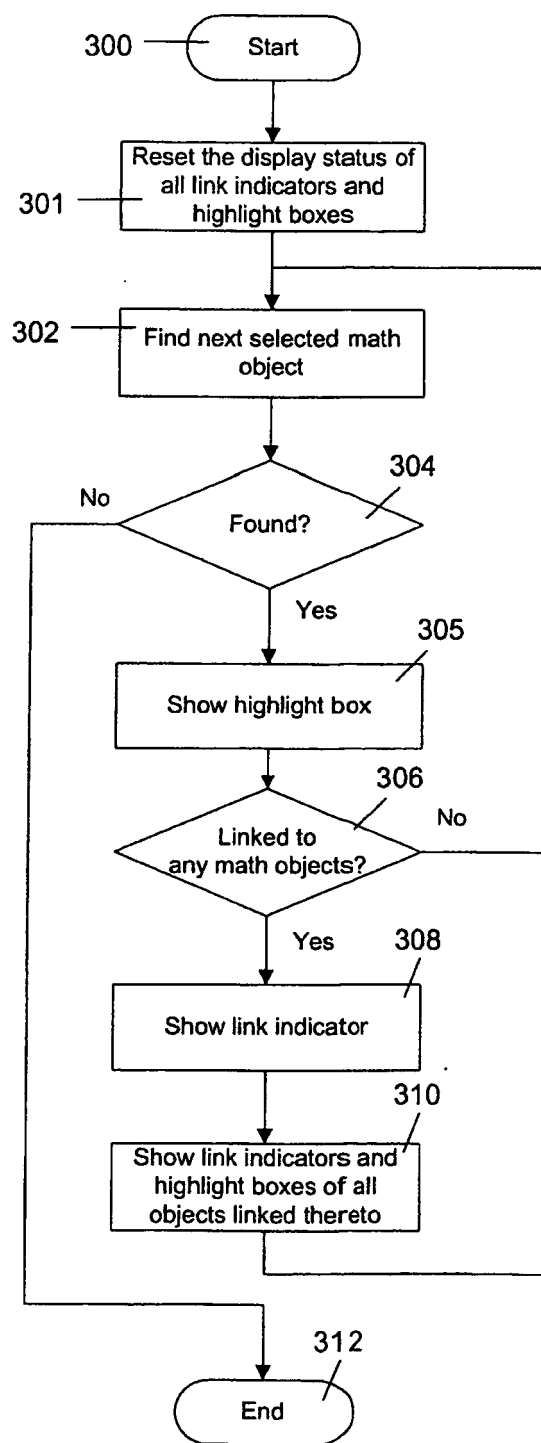 300
Start
Reset the display status of
all link indicators and
highlight boxes
301
302
Find next selected math
object
304
No
Found?
Yes
305
Show highlight box
306
No
Linked to
any math objects?
Yes
308
Show link indicator
310
Show link indicators and
highlight boxes of all
objects linked thereto
312
End